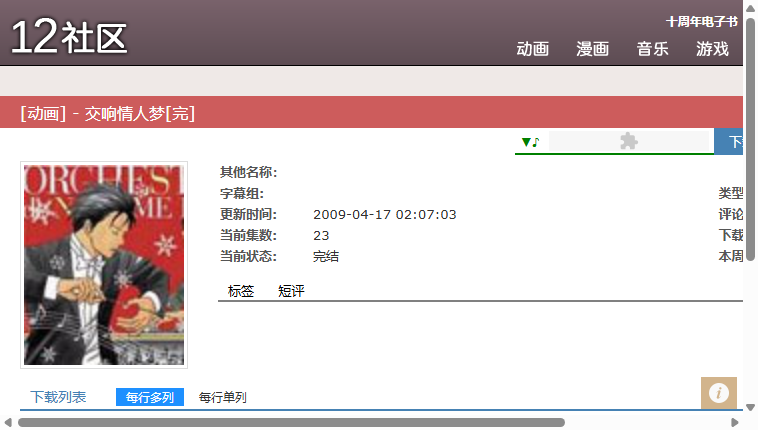 十周年电子书
12社区
动画 漫画 音乐 游戏
[动画] - 交响情人梦[完]
▼♪
其他名称:
字幕组: 类型
更新时间: 2009-04-17 02:07:03 评论
当前集数: 23 下载
当前状态: 完结 本周
标签 短评
下载列表 每行多列 每行单列